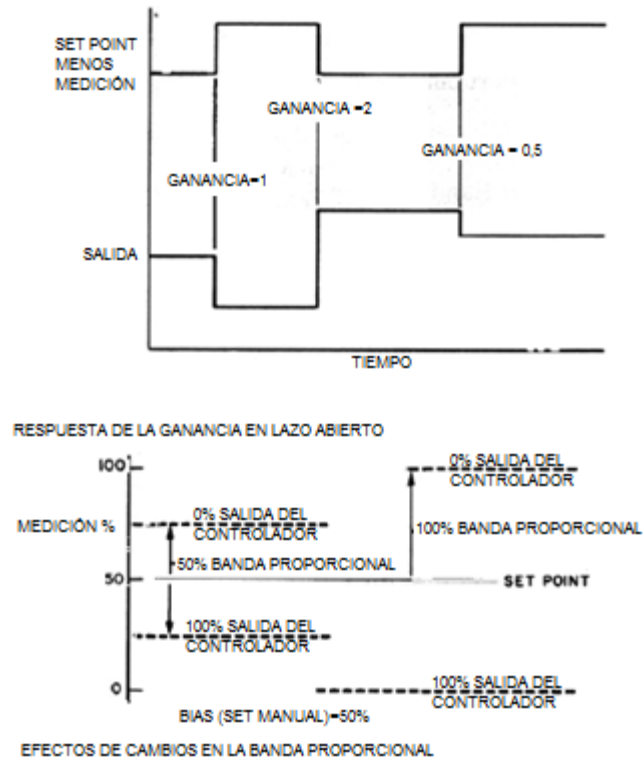 SET POINT
MENOS
MEDICIÓN
GANANCIA =2
GANANCIA = 0,5
GANANCIA=1
SALIDA
TIEMPO
RESPUESTA DE LA GANANCIA EN LAZO ABIERTO
100
0% SALIDA DEL
CONTROLADOR
0% SALIDA DEL
CONTROLADOR
MEDICIÓN %
100% BANDA PROPORCIONAL
50% BANDA PROPORCIONAL
50
SET POINT
100% SALIDA DEL
CONTROLADOR
0
100% SALIDA DEL
CONTROLADOR
BIAS (SET MANUAL)=50%
EFECTOS DE CAMBIOS EN LA BANDA PROPORCIONAL